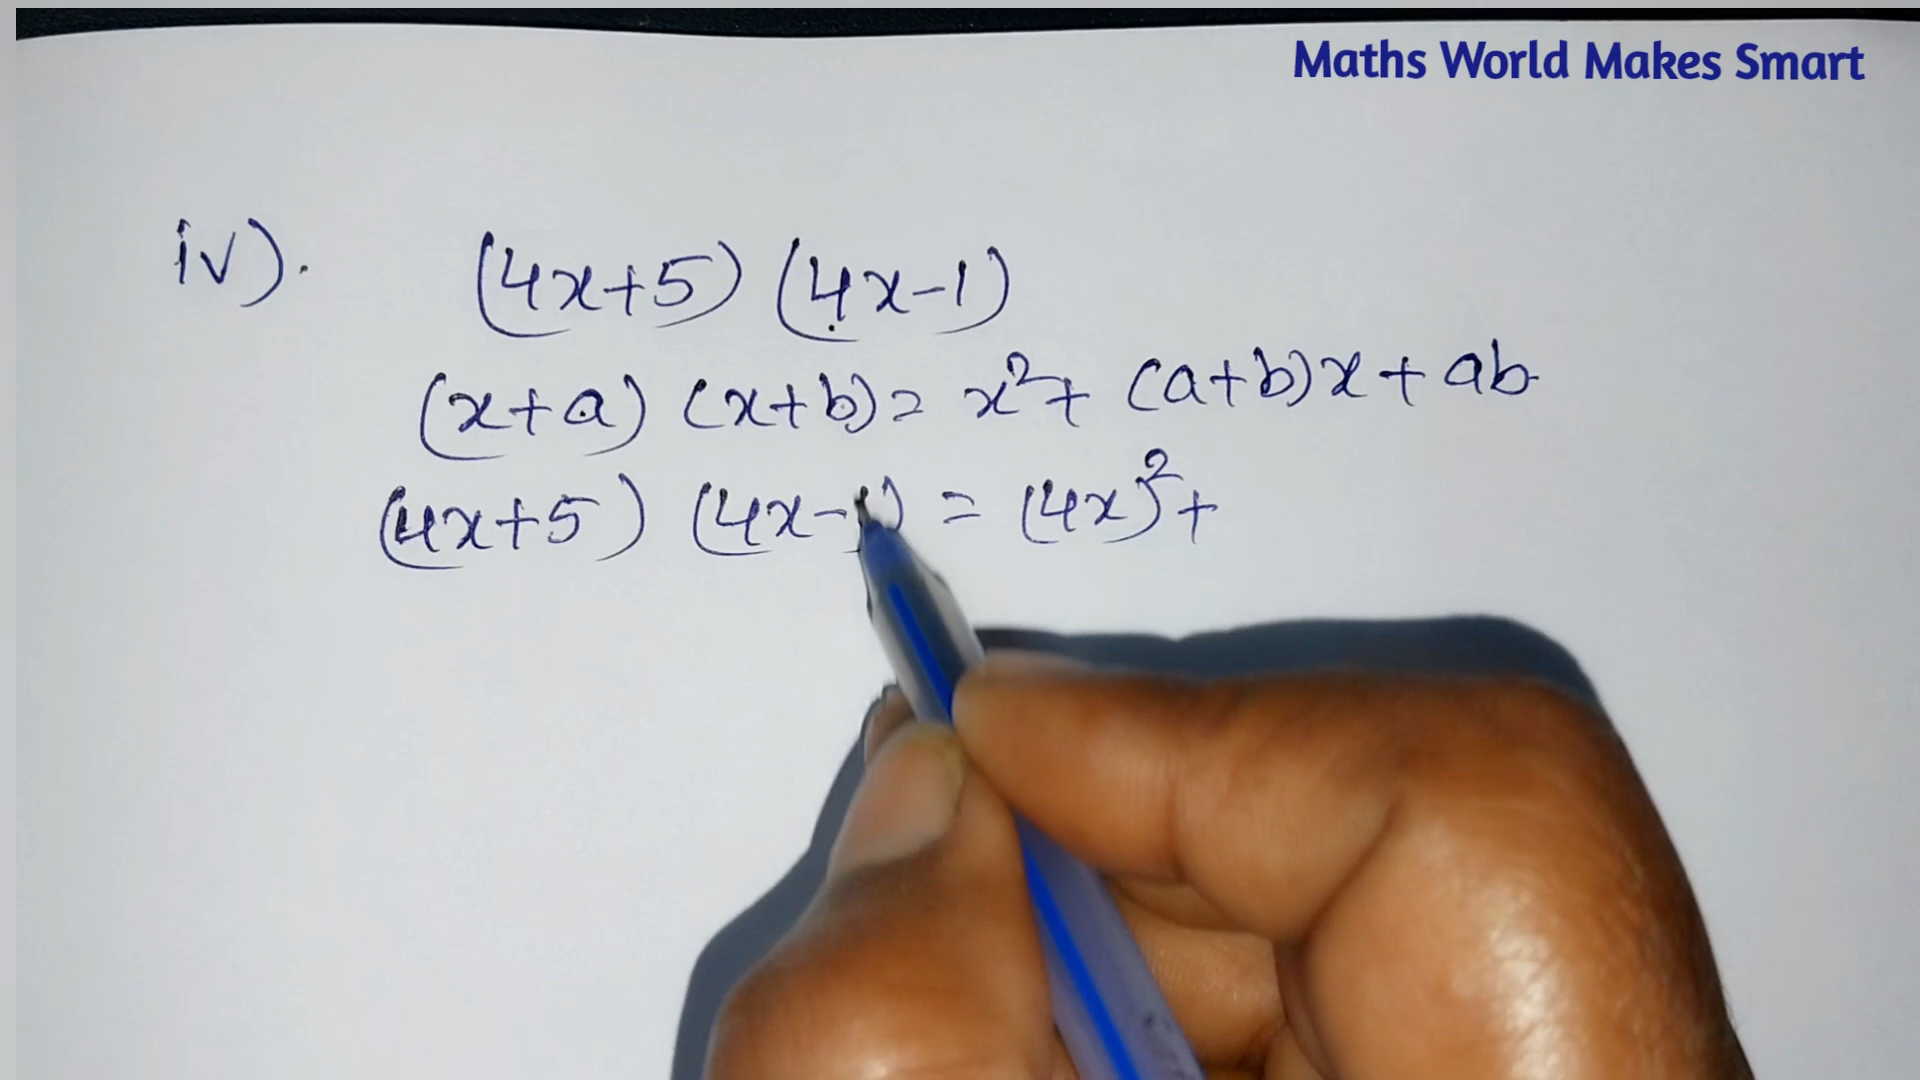 Maths World Makes Smart
iv). (4x+5) (4x-1)
(x+a) (x+b) = x²+ (a+b)x + ab
(4x+5) (4x-1) = (4x)²+